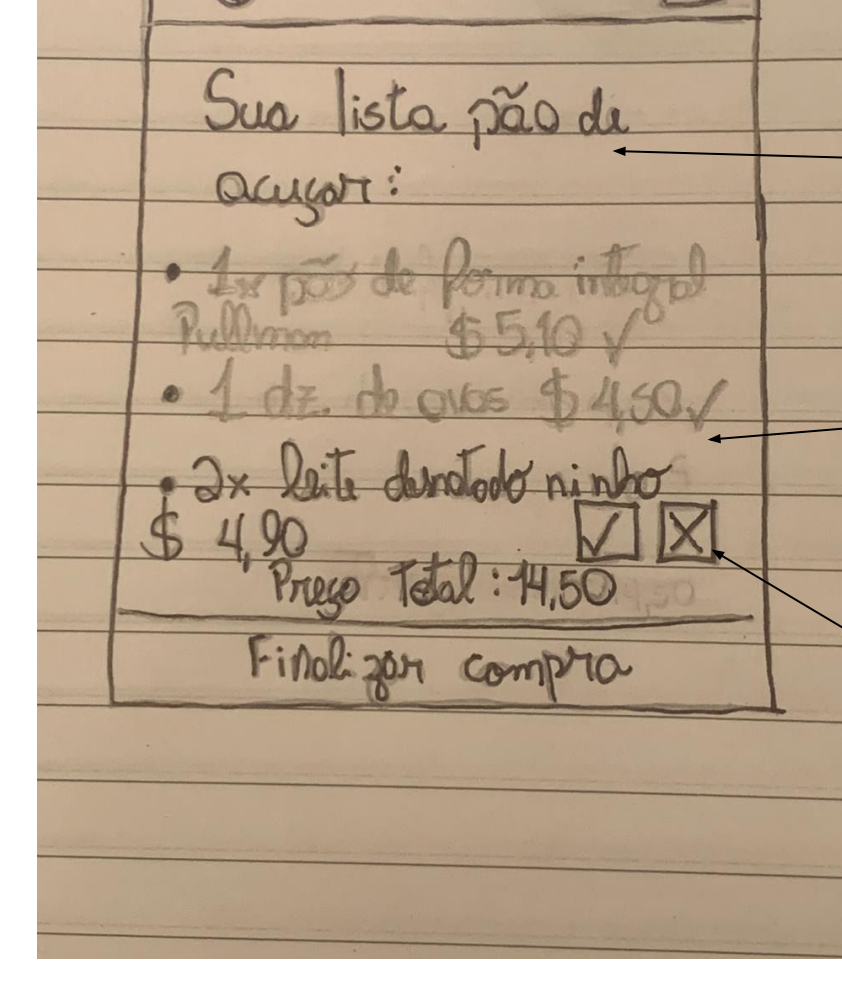 Sua lista pão de
acuçar:
• 1x pão de forma integral
Pullman $5,10 ✓
• 1 dz. de ovos $4,50 ✓
• 2x leite desnatado ninho
$ 4,90 ✓ X
Preço Total: 14,50
Finalizar compra